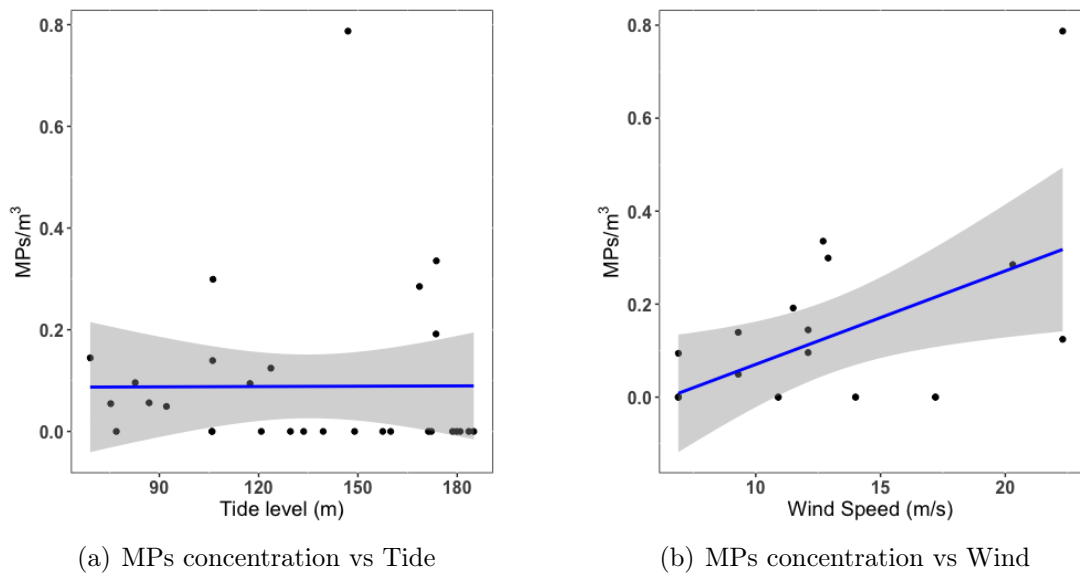 0.8
0.6
0.4
0.2
0.0
MPs/m³
90 120 150 180
Tide level (m)
(a) MPs concentration vs Tide
0.8
0.6
0.4
0.2
0.0
MPs/m³
10 15 20
Wind Speed (m/s)
(b) MPs concentration vs Wind